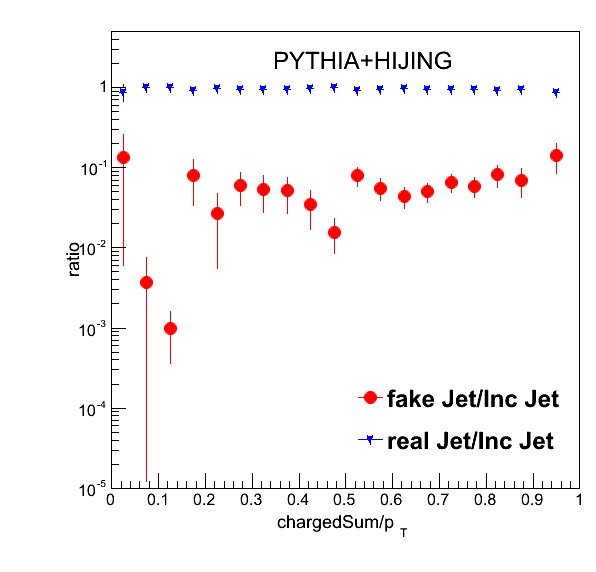 PYTHIA+HIJING
1
10-1
10-2
10-3
10-4
10-5
ratio
fake Jet/Inc Jet
real Jet/Inc Jet
0 0.1 0.2 0.3 0.4 0.5 0.6 0.7 0.8 0.9 1
chargedSum/p T